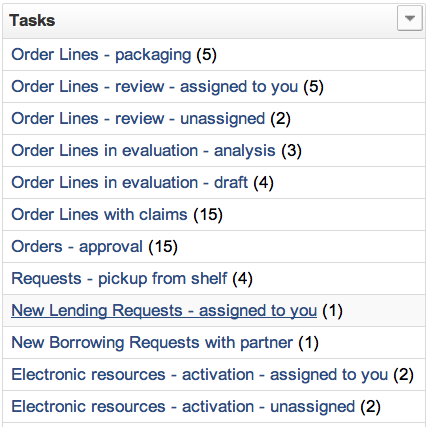 Tasks
Order Lines - packaging (5)
Order Lines - review - assigned to you (5)
Order Lines - review - unassigned (2)
Order Lines in evaluation - analysis (3)
Order Lines in evaluation - draft (4)
Order Lines with claims (15)
Orders - approval (15)
Requests - pickup from shelf (4)
New Lending Requests - assigned to you (1)
New Borrowing Requests with partner (1)
Electronic resources - activation - assigned to you (2)
Electronic resources - activation - unassigned (2)